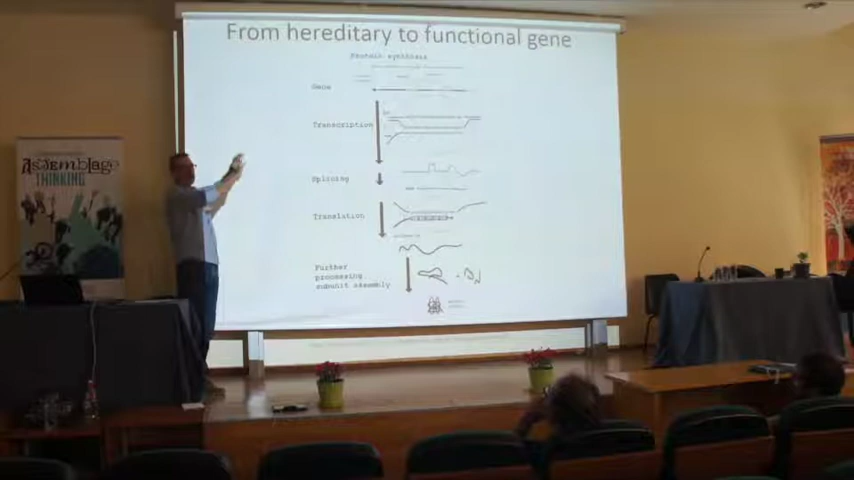 From hereditary to functional gene
Protein synthesis
Gene
Transcription
Splicing
Translation
Further
processing
subunit assembly
Assemblage
THINKING